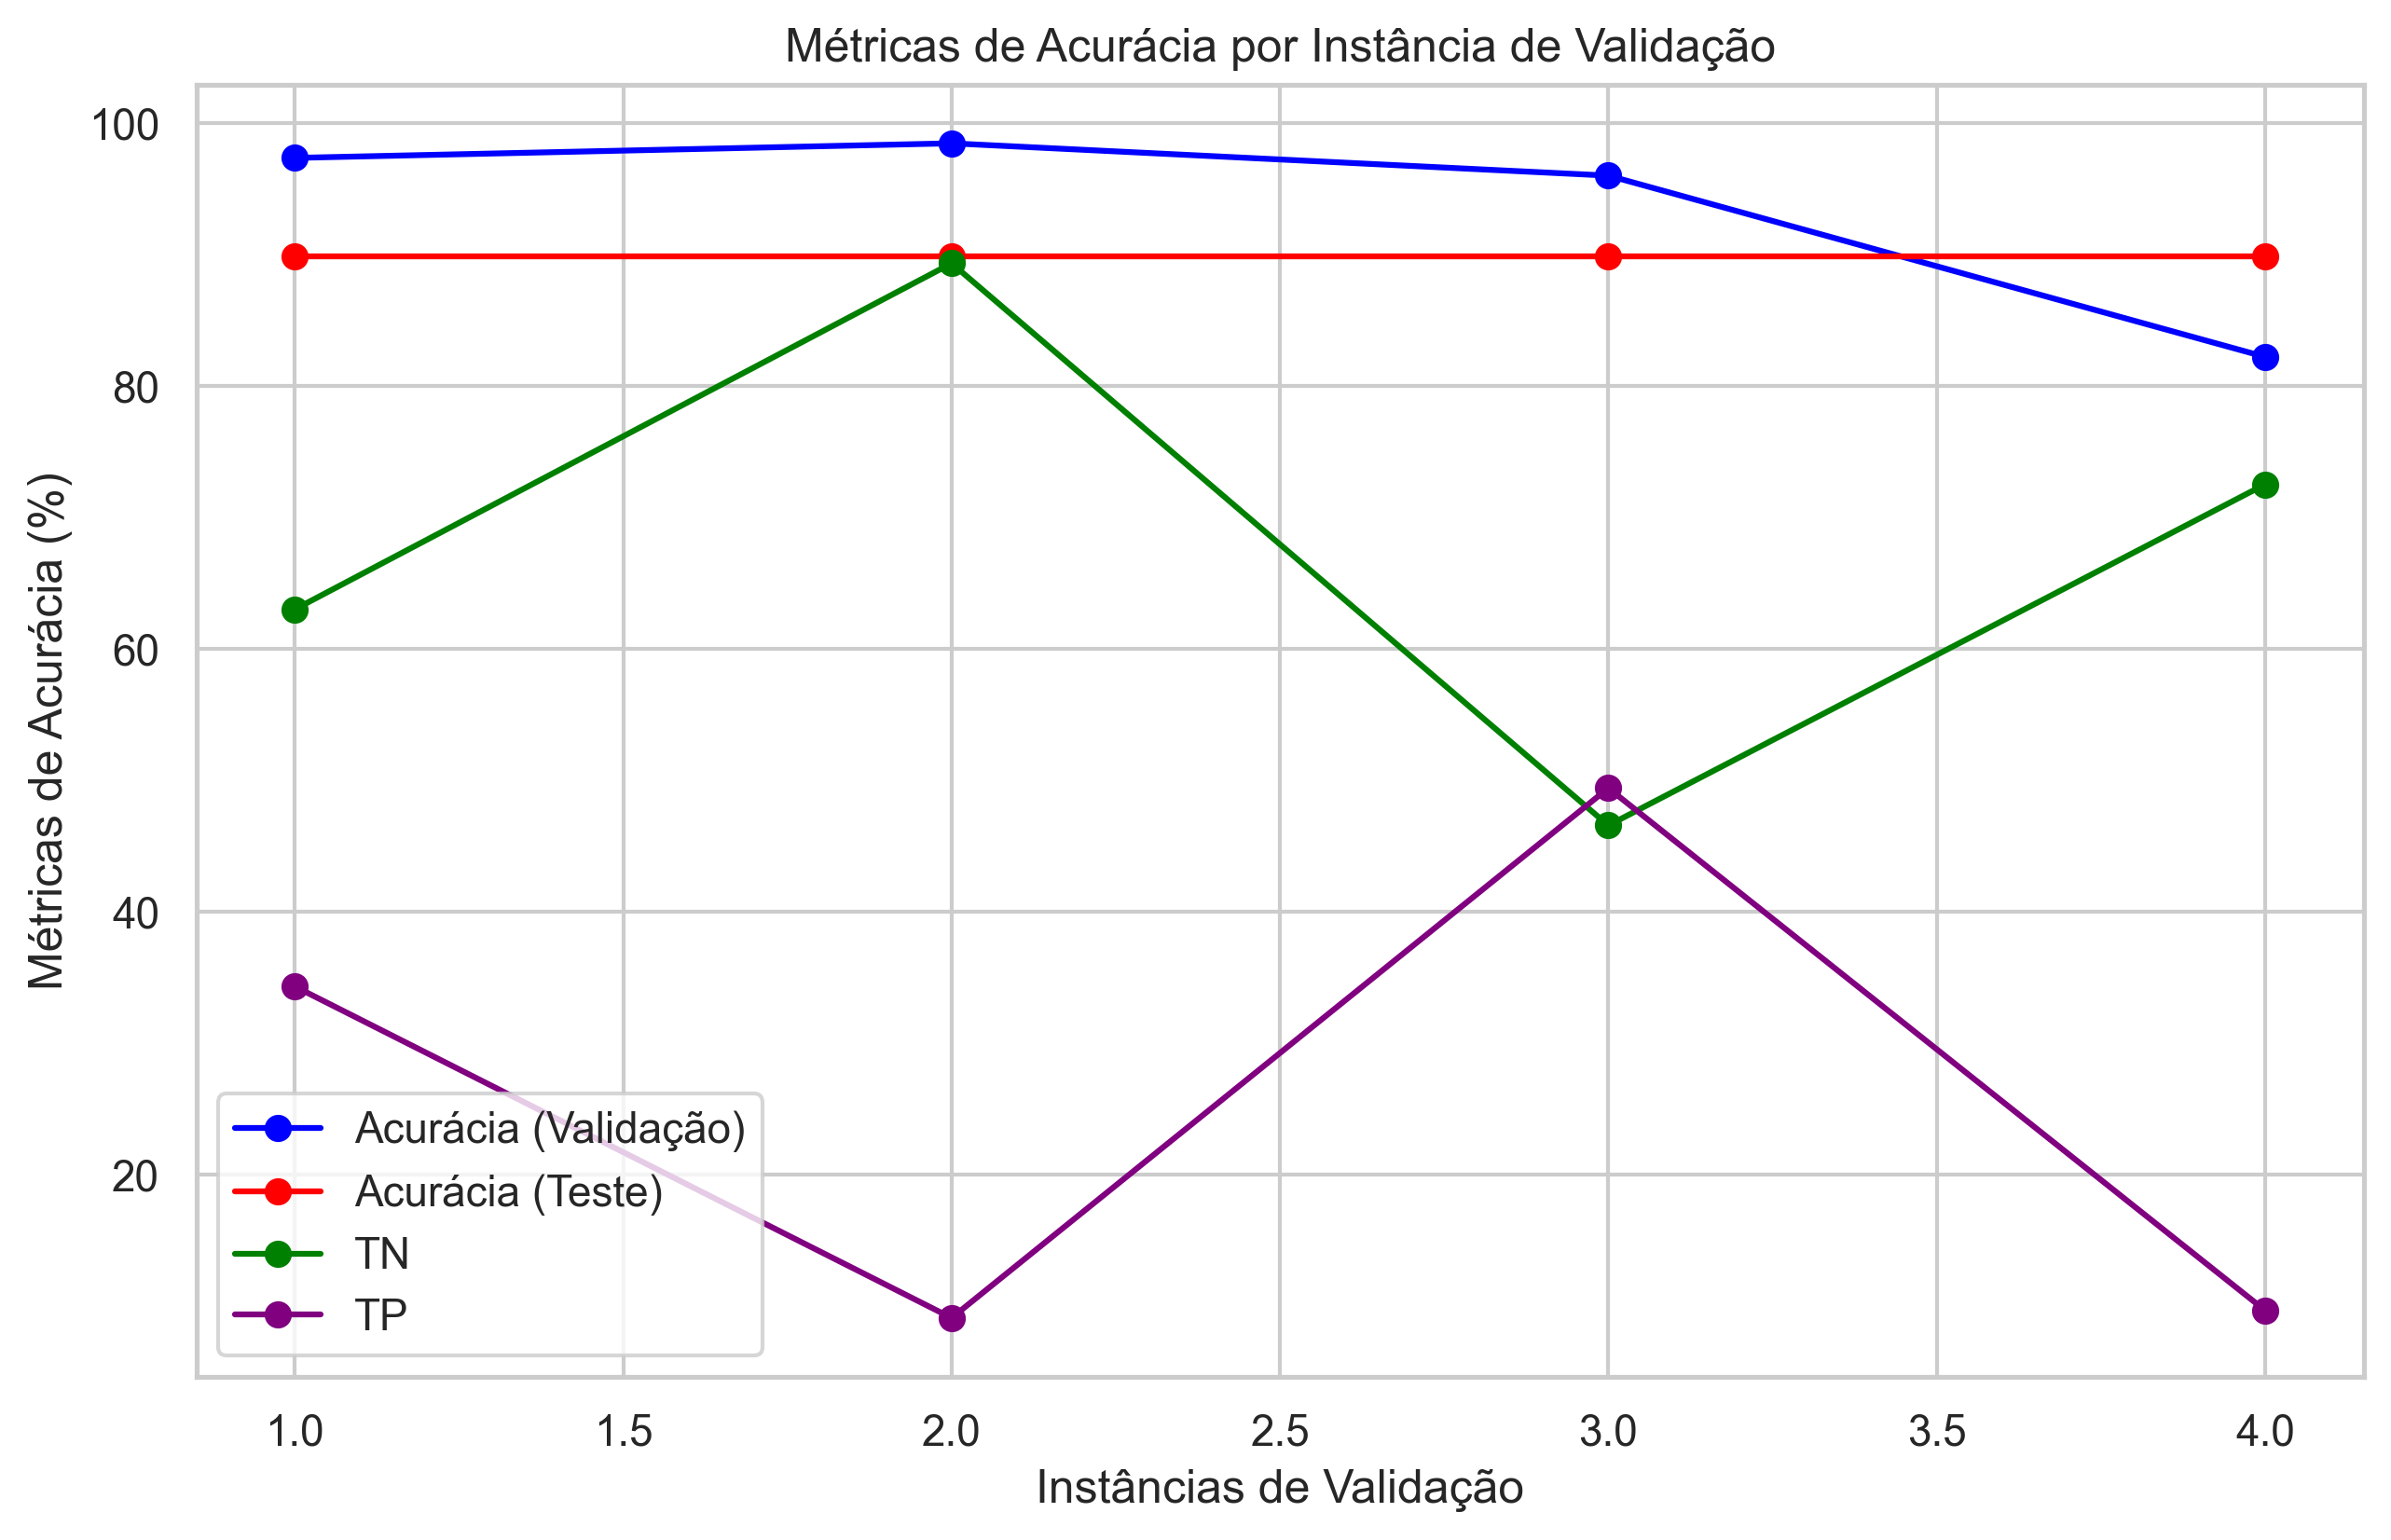 Métricas de Acurácia por Instância de Validação
Métricas de Acurácia (%)
100
80
60
40
20
Acurácia (Validação)
Acurácia (Teste)
TN
TP
1.0 1.5 2.0 2.5 3.0 3.5 4.0
Instâncias de Validação